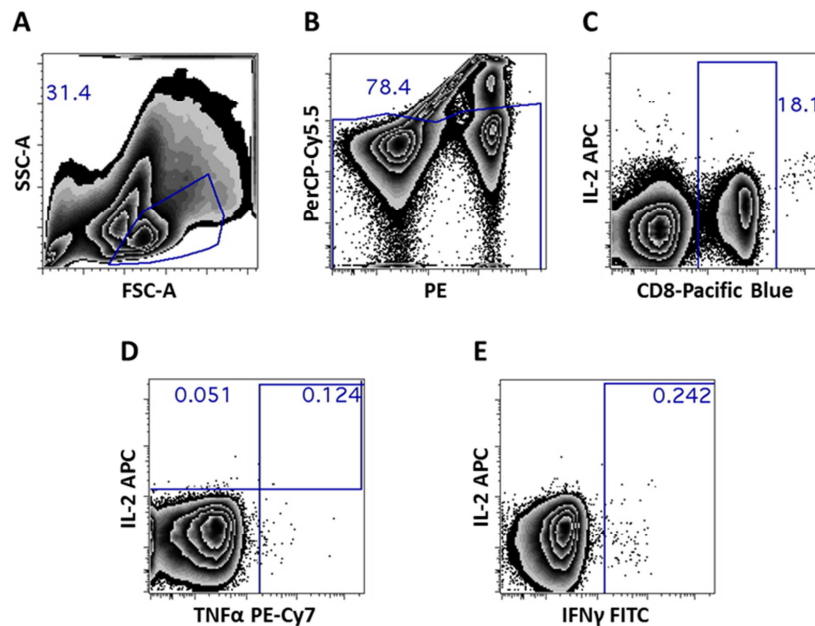 A
B
C
31.4
78.4
18.1
SSC-A
PerCP-Cy5.5
IL-2 APC
FSC-A
PE
CD8-Pacific Blue
D
E
0.051
0.124
0.242
IL-2 APC
IL-2 APC
TNFα PE-Cy7
IFNγ FITC